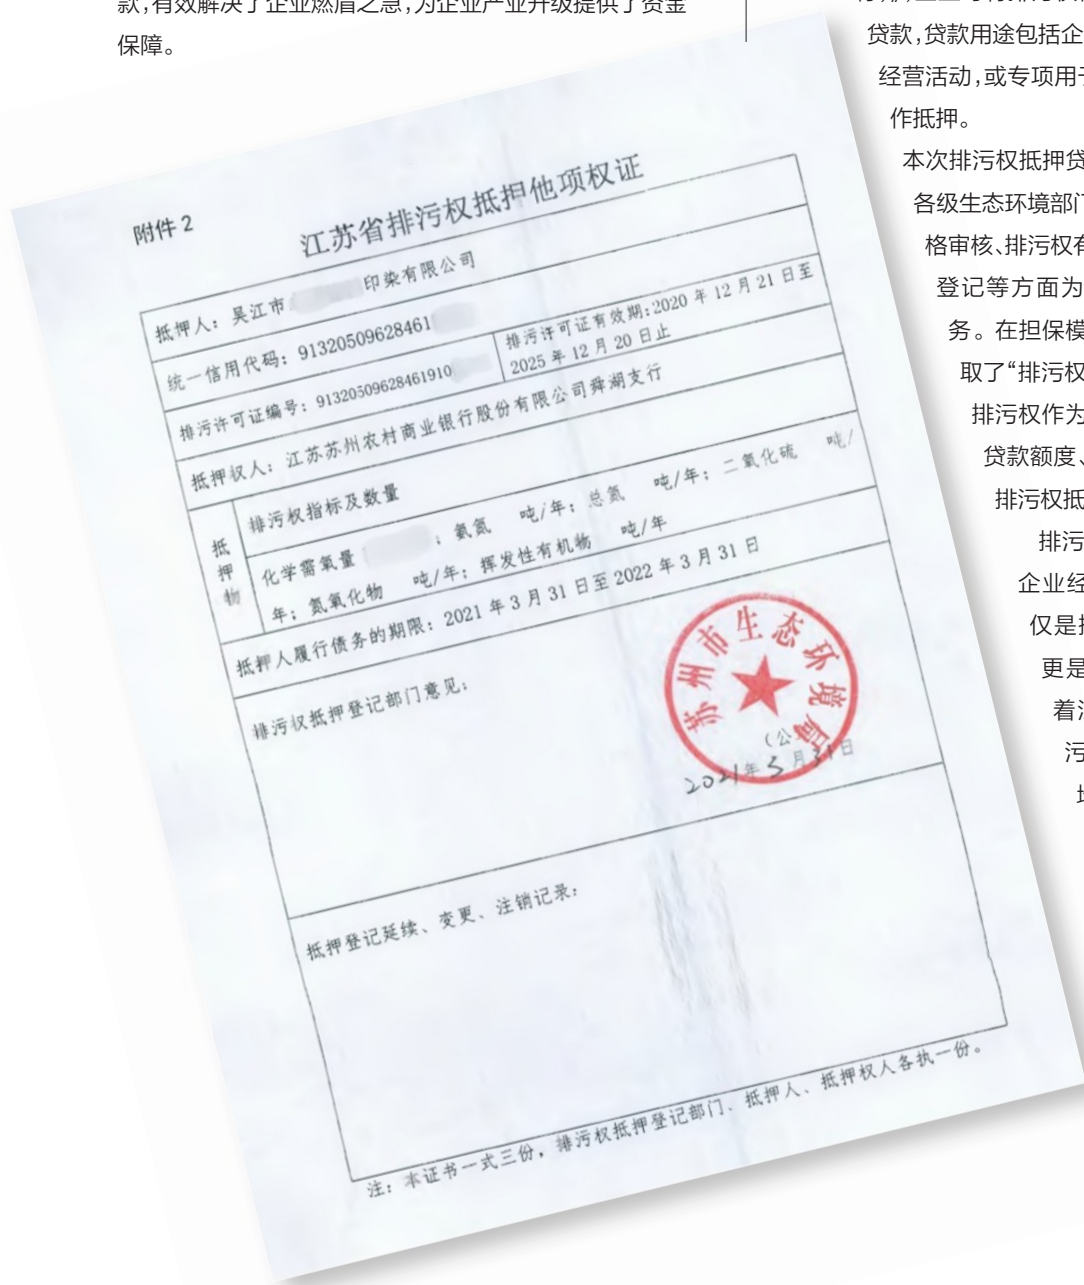 款,有效解决了企业燃眉之急,为企业产业升级提供了资金
保障。
附件 2
江苏省排污权抵押他项权证
抵押人：吴江市 印染有限公司
统一信用代码：91320509628461
排污许可证编号：91320509628461910
排污许可证有效期:2020 年 12 月 21 日至
2025 年 12 月 20 日止
抵押权人：江苏苏州农村商业银行股份有限公司舜湖支行
抵押物
排污权指标及数量
化学需氧量 ；氨氮 吨/年；总氮 吨/年；二氧化硫 吨/
年；氮氧化物 吨/年；挥发性有机物 吨/年
抵押人履行债务的期限：2021 年 3 月 31 日至 2022 年 3 月 31 日
排污权抵押登记部门意见：
苏州市生态环境局
（公
2021年 5 月 31 日
抵押登记延续、变更、注销记录：
注：本证书一式三份，排污权抵押登记部门、抵押人、抵押权人各执一份。
贷款,贷款用途包括企
经营活动,或专项用于
作抵押。
本次排污权抵押贷
各级生态环境部门
格审核、排污权有
登记等方面为
务。在担保模
取了“排污权
排污权作为
贷款额度、
排污权抵
排污
企业经
仅是
更是
着
污